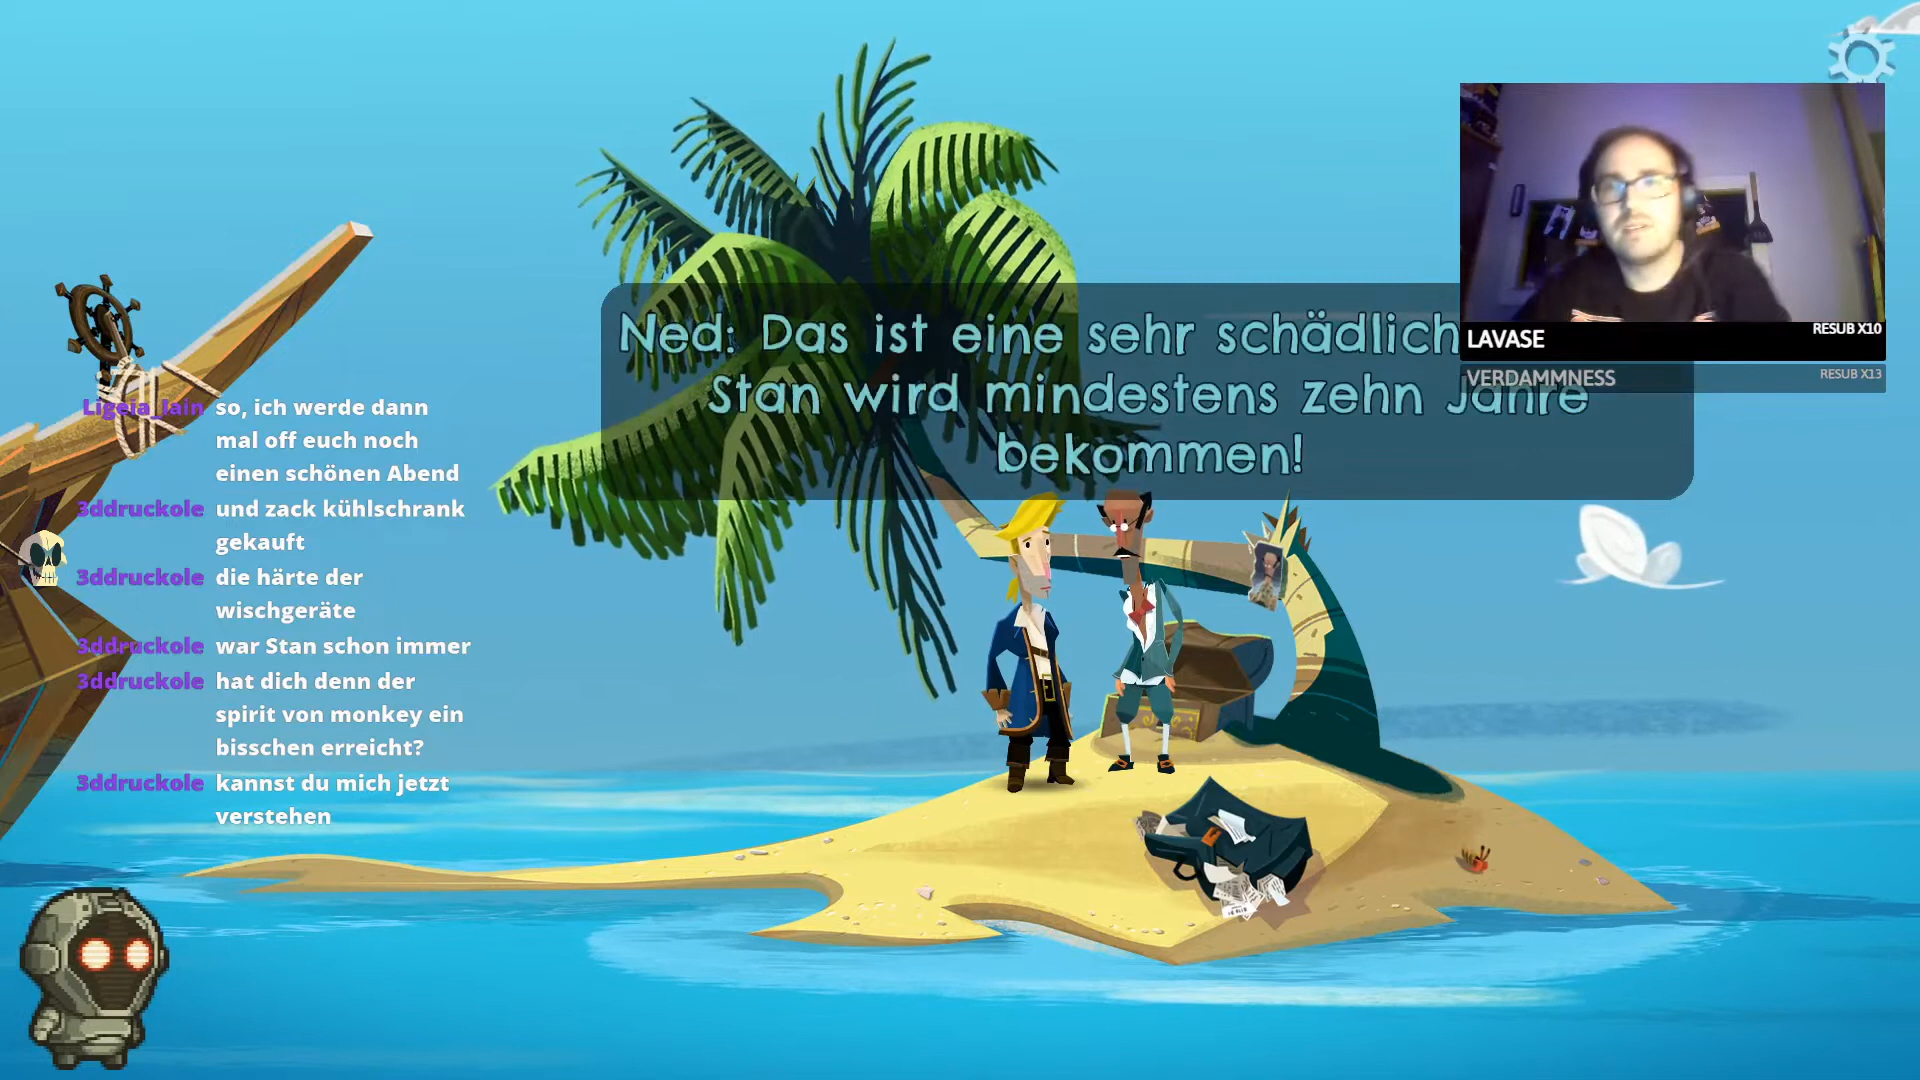 Ned: Das ist eine sehr schädlich
Stan wird mindestens zehn Jahre
bekommen!
LAVASE
RESUB X10
VERDAMMNESS
RESUB X13
Ligeia_Iain so, ich werde dann
mal off euch noch
einen schönen Abend
3ddruckole und zack kühlschrank
gekauft
3ddruckole die härte der
wischgeräte
3ddruckole war Stan schon immer
3ddruckole hat dich denn der
spirit von monkey ein
bisschen erreicht?
3ddruckole kannst du mich jetzt
verstehen